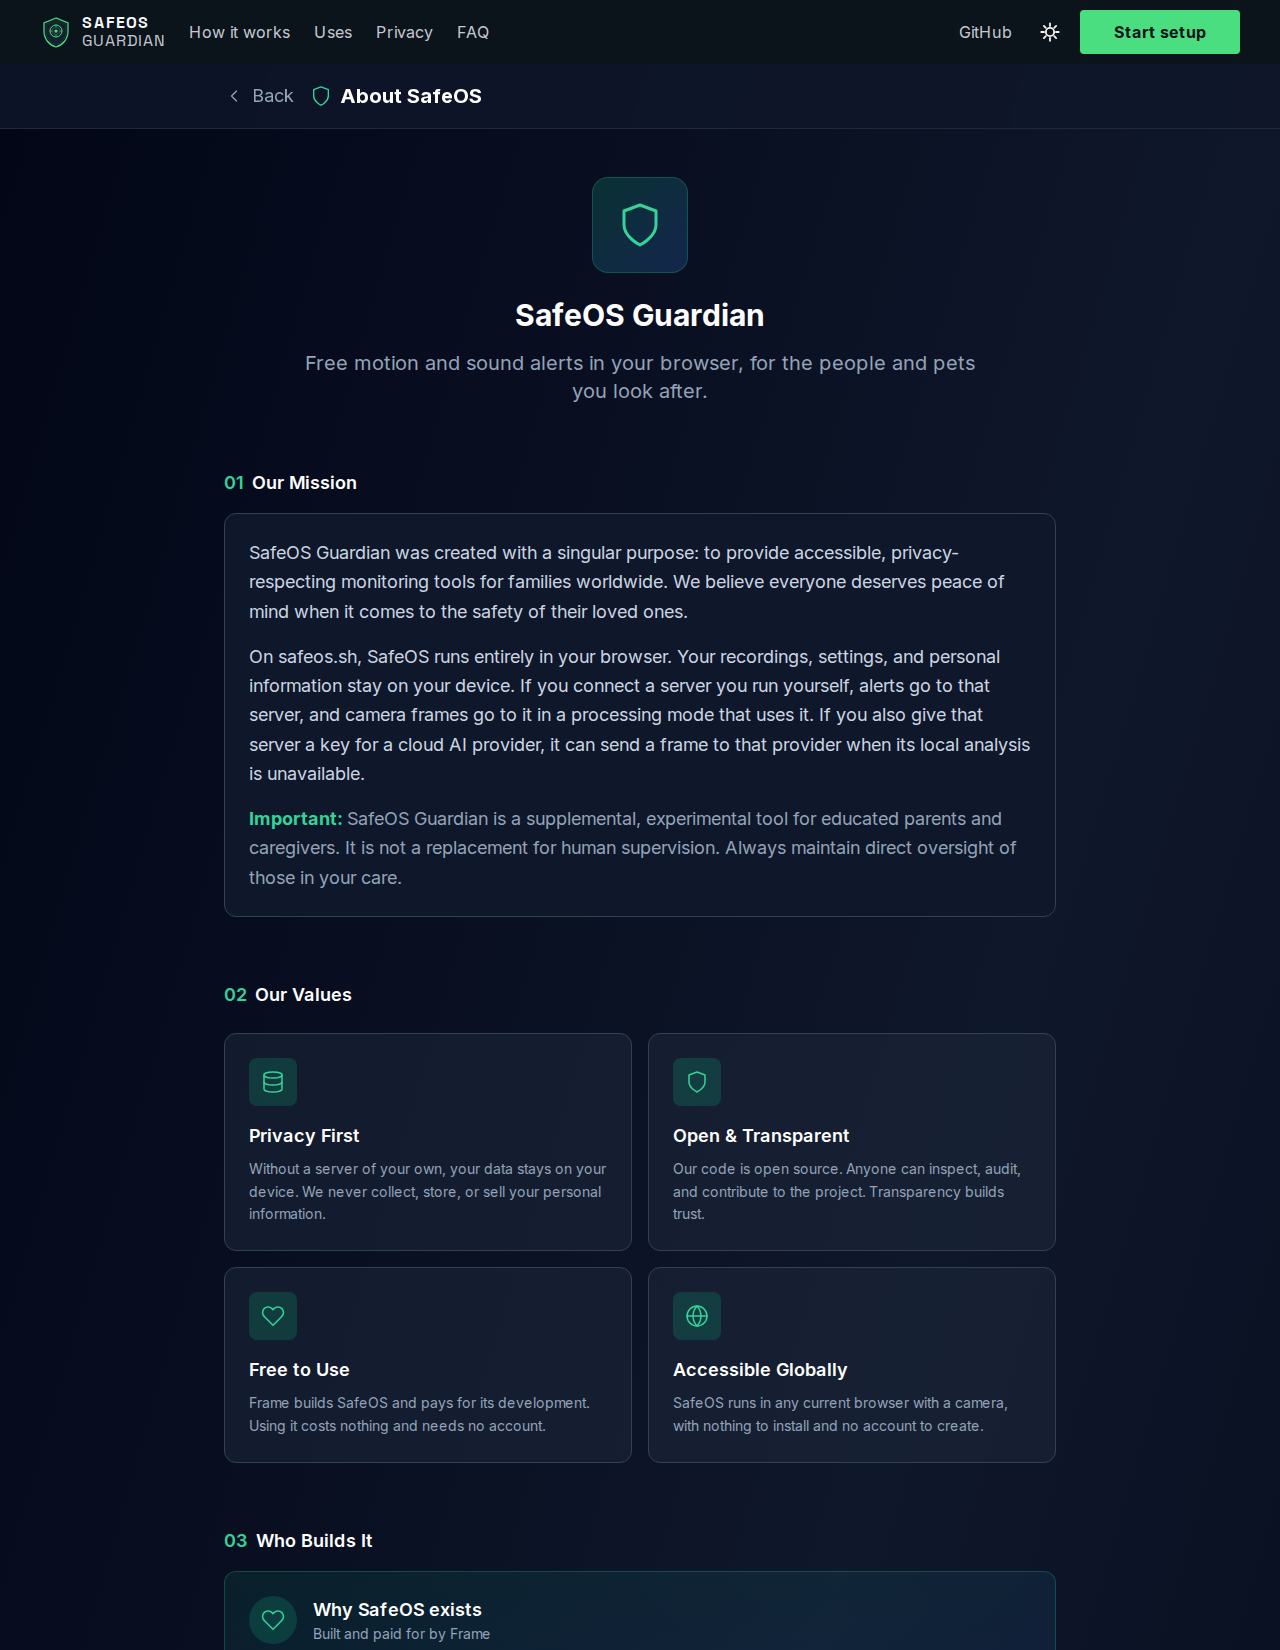 SAFEOS
GUARDIAN
How it works
Uses
Privacy
FAQ
GitHub
Start setup
Back
About SafeOS
SafeOS Guardian
Free motion and sound alerts in your browser, for the people and pets
you look after.
01 Our Mission
SafeOS Guardian was created with a singular purpose: to provide accessible, privacy-
respecting monitoring tools for families worldwide. We believe everyone deserves peace of
mind when it comes to the safety of their loved ones.
On safeos.sh, SafeOS runs entirely in your browser. Your recordings, settings, and personal
information stay on your device. If you connect a server you run yourself, alerts go to that
server, and camera frames go to it in a processing mode that uses it. If you also give that
server a key for a cloud AI provider, it can send a frame to that provider when its local analysis
is unavailable.
Important: SafeOS Guardian is a supplemental, experimental tool for educated parents and
caregivers. It is not a replacement for human supervision. Always maintain direct oversight of
those in your care.
02 Our Values
Privacy First
Without a server of your own, your data stays on your
device. We never collect, store, or sell your personal
information.
Open & Transparent
Our code is open source. Anyone can inspect, audit,
and contribute to the project. Transparency builds
trust.
Free to Use
Frame builds SafeOS and pays for its development.
Using it costs nothing and needs no account.
Accessible Globally
SafeOS runs in any current browser with a camera,
with nothing to install and no account to create.
03 Who Builds It
Why SafeOS exists
Built and paid for by Frame